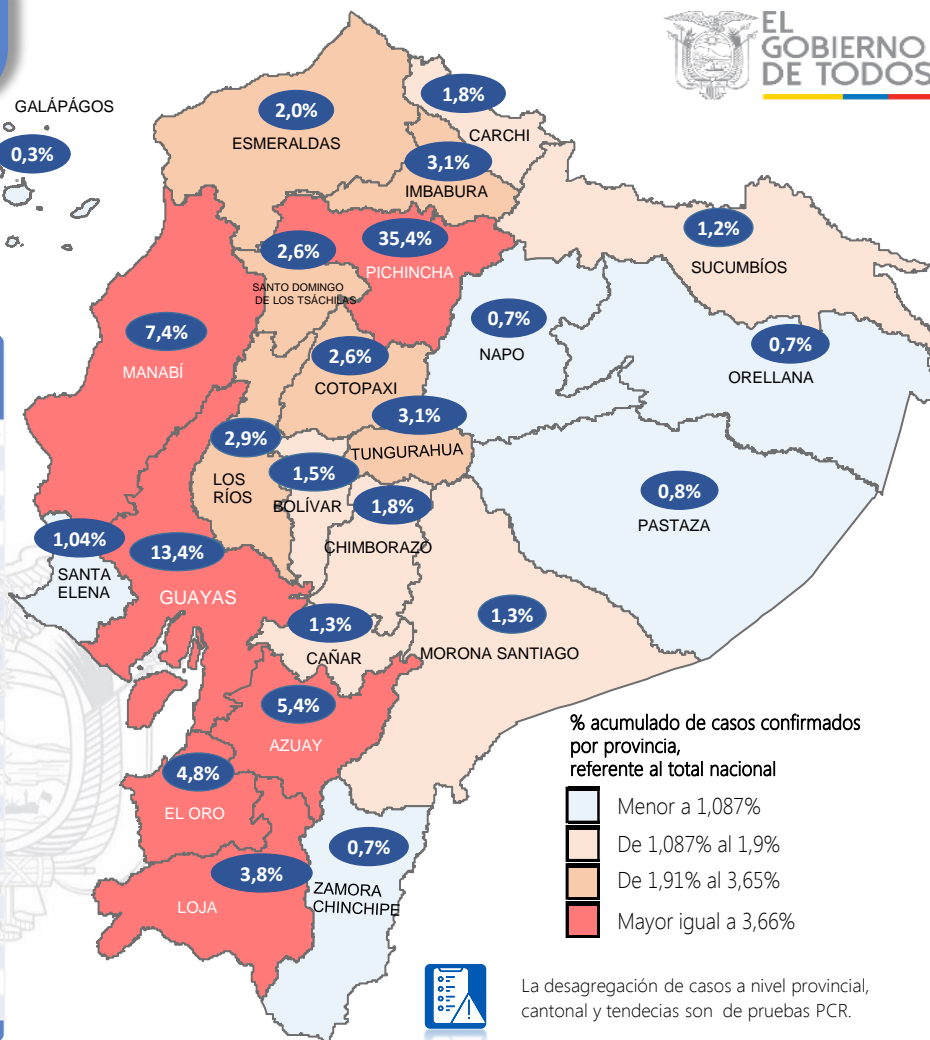 EL
GOBIERNO
DE TODOS
GALÁPÁGOS
0,3%
2,0%
ESMERALDAS
1,8%
CARCHI
3,1%
IMBABURA
1,2%
SUCUMBÍOS
35,4%
PICHINCHA
2,6%
SANTO DOMINGO
DE LOS TSÁCHILAS
7,4%
MANABÍ
0,7%
NAPO
0,7%
ORELLANA
2,6%
COTOPAXI
3,1%
TUNGURAHUA
2,9%
LOS
RÍOS
1,5%
BOLÍVAR
1,8%
CHIMBORAZO
0,8%
PASTAZA
1,04%
SANTA
ELENA
13,4%
GUAYAS
1,3%
CAÑAR
1,3%
MORONA SANTIAGO
5,4%
AZUAY
4,8%
EL ORO
3,8%
LOJA
0,7%
ZAMORA
CHINCHIPE
% acumulado de casos confirmados
por provincia,
referente al total nacional
Menor a 1,087%
De 1,087% al 1,9%
De 1,91% al 3,65%
Mayor igual a 3,66%
La desagregación de casos a nivel provincial,
cantonal y tendecias son de pruebas PCR.